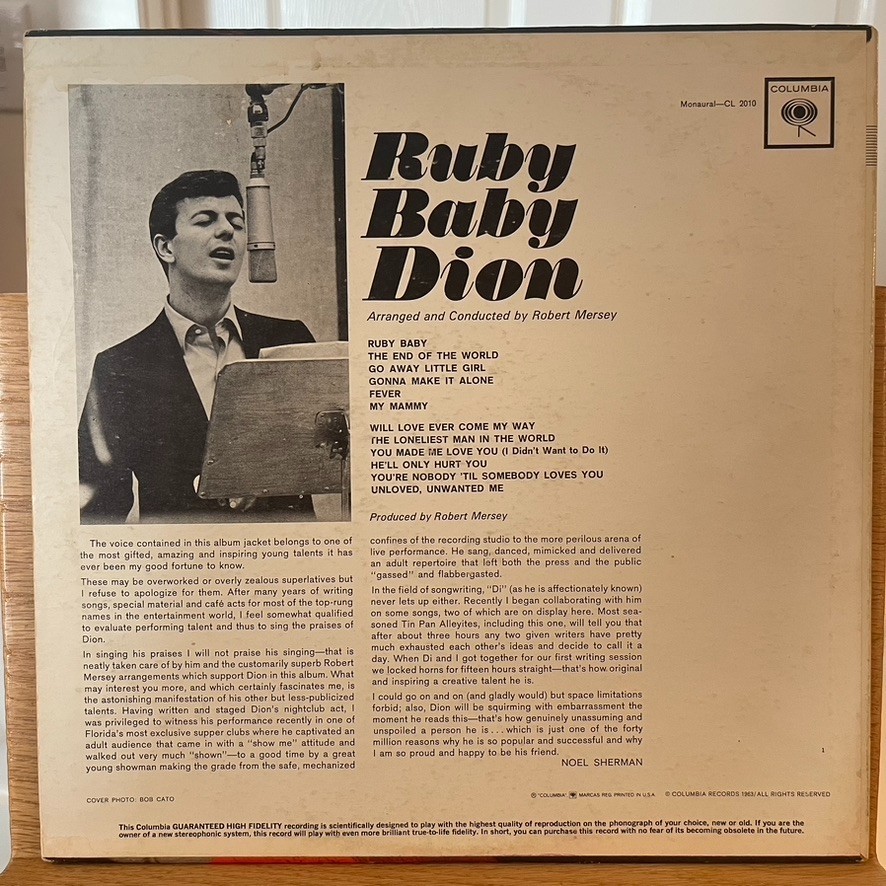 Monaural—CL 2010
COLUMBIA
Ruby
Baby
Dion
Arranged and Conducted by Robert Mersey
RUBY BABY
THE END OF THE WORLD
GO AWAY LITTLE GIRL
GONNA MAKE IT ALONE
FEVER
MY MAMMY
WILL LOVE EVER COME MY WAY
THE LONELIEST MAN IN THE WORLD
YOU MADE ME LOVE YOU (I Didn't Want to Do It)
HE'LL ONLY HURT YOU
YOU'RE NOBODY 'TIL SOMEBODY LOVES YOU
UNLOVED, UNWANTED ME
Produced by Robert Mersey
The voice contained in this album jacket belongs to one of
the most gifted, amazing and inspiring young talents it has
ever been my good fortune to know.
These may be overworked or overly zealous superlatives but
I refuse to apologize for them. After many years of writing
songs, special material and café acts for most of the top-rung
names in the entertainment world, I feel somewhat qualified
to evaluate performing talent and thus to sing the praises of
Dion.
In singing his praises I will not praise his singing—that is
neatly taken care of by him and the customarily superb Robert
Mersey arrangements which support Dion in this album. What
may interest you more, and which certainly fascinates me, is
the astonishing manifestation of his other but less-publicized
talents. Having written and staged Dion's nightclub act, I
was privileged to witness his performance recently in one of
Florida's most exclusive supper clubs where he captivated an
adult audience that came in with a "show me" attitude and
walked out very much "shown"—to a good time by a great
young showman making the grade from the safe, mechanized
confines of the recording studio to the more perilous arena of
live performance. He sang, danced, mimicked and delivered
an adult repertoire that left both the press and the public
"gassed" and flabbergasted.
In the field of songwriting, "Di" (as he is affectionately known)
never lets up either. Recently I began collaborating with him
on some songs, two of which are on display here. Most sea-
soned Tin Pan Alleyites, including this one, will tell you that
after about three hours any two given writers have pretty
much exhausted each other's ideas and decide to call it a
day. When Di and I got together for our first writing session
we locked horns for fifteen hours straight—that's how original
and inspiring a creative talent he is.
I could go on and on (and gladly would) but space limitations
forbid; also, Dion will be squirming with embarrassment the
moment he reads this—that's how genuinely unassuming and
unspoiled a person he is...which is just one of the forty
million reasons why he is so popular and successful and why
I am so proud and happy to be his friend.
NOEL SHERMAN
1
COVER PHOTO: BOB CATO
Ⓟ "COLUMBIA" MARCAS REG. PRINTED IN U.S.A. © COLUMBIA RECORDS 1963/ALL RIGHTS RESERVED
This Columbia GUARANTEED HIGH FIDELITY recording is scientifically designed to play with the highest quality of reproduction on the phonograph of your choice, new or old. If you are the
owner of a new stereophonic system, this record will play with even more brilliant true-to-life fidelity. In short, you can purchase this record with no fear of its becoming obsolete in the future.